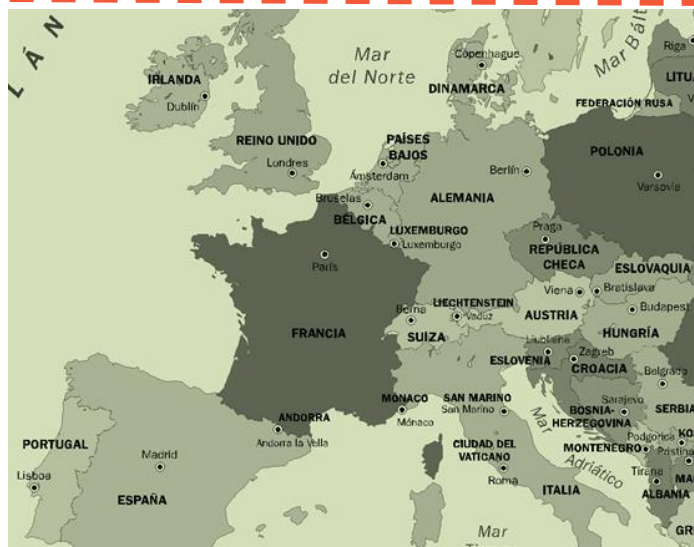 L Á N
Mar
del Norte
Mar Bált
Copenhague
DINAMARCA
Riga
LITUA
FEDERACIÓN RUSA
IRLANDA
Dublín
REINO UNIDO
Londres
PAÍSES
BAJOS
Ámsterdam
Berlín
ALEMANIA
POLONIA
Varsovia
Bruselas
BÉLGICA
LUXEMBURGO
Luxemburgo
Praga
REPÚBLICA
CHECA
ESLOVAQUIA
París
Viena
Bratislava
AUSTRIA
Budapest
HUNGRÍA
Berna
LIECHTENSTEIN
Vaduz
SUIZA
FRANCIA
Liubliana
ESLOVENIA
Zagreb
CROACIA
Belgrado
SERBIA
MONACO
Mónaco
SAN MARINO
San Marino
Mar
Adriático
Sarajevo
BOSNIA-
HERZEGOVINA
ANDORRA
Andorra la Vella
CIUDAD DEL
VATICANO
Roma
ITALIA
Podgorica
MONTENEGRO
KO
Pristina
Tirana
ALBANIA
MA
GR
PORTUGAL
Lisboa
Madrid
ESPAÑA
Mar